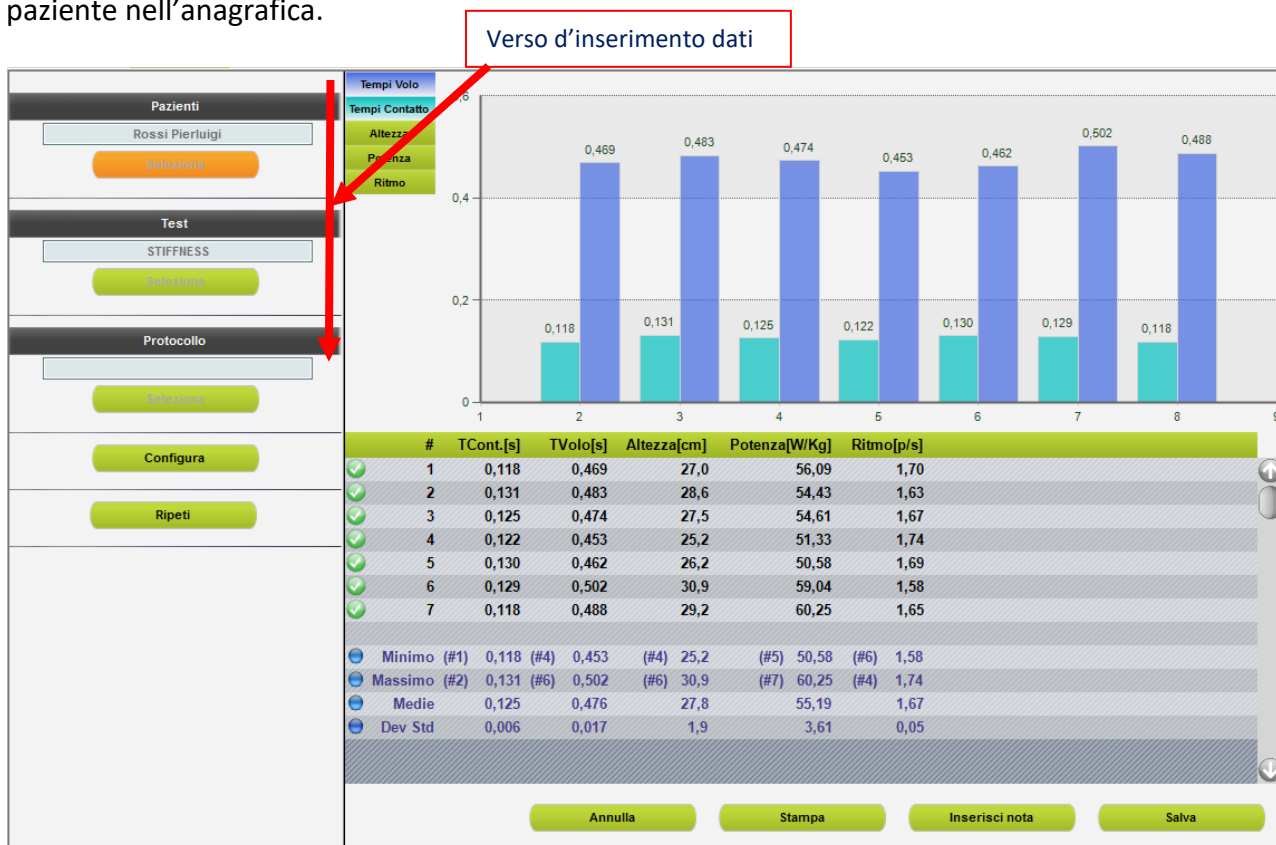 paziente nell’anagrafica.
Verso d’inserimento dati
Pazienti
Rossi Pierluigi
Seleziona
Test
STIFFNESS
Seleziona
Protocollo
Seleziona
Configura
Ripeti
Tempi Volo
Tempi Contatto
Altezza
Potenza
Ritmo
0,6
0,4
0,2
0
0,118 0,469 0,131 0,483 0,125 0,474 0,122 0,453 0,130 0,462 0,129 0,502 0,118 0,488
1 2 3 4 5 6 7 8 9
# TCont.[s] TVolo[s] Altezza[cm] Potenza[W/Kg] Ritmo[p/s]
1 0,118 0,469 27,0 56,09 1,70
2 0,131 0,483 28,6 54,43 1,63
3 0,125 0,474 27,5 54,61 1,67
4 0,122 0,453 25,2 51,33 1,74
5 0,130 0,462 26,2 50,58 1,69
6 0,129 0,502 30,9 59,04 1,58
7 0,118 0,488 29,2 60,25 1,65
Minimo (#1) 0,118 (#4) 0,453 (#4) 25,2 (#5) 50,58 (#6) 1,58
Massimo (#2) 0,131 (#6) 0,502 (#6) 30,9 (#7) 60,25 (#4) 1,74
Medie 0,125 0,476 27,8 55,19 1,67
Dev Std 0,006 0,017 1,9 3,61 0,05
Annulla Stampa Inserisci nota Salva